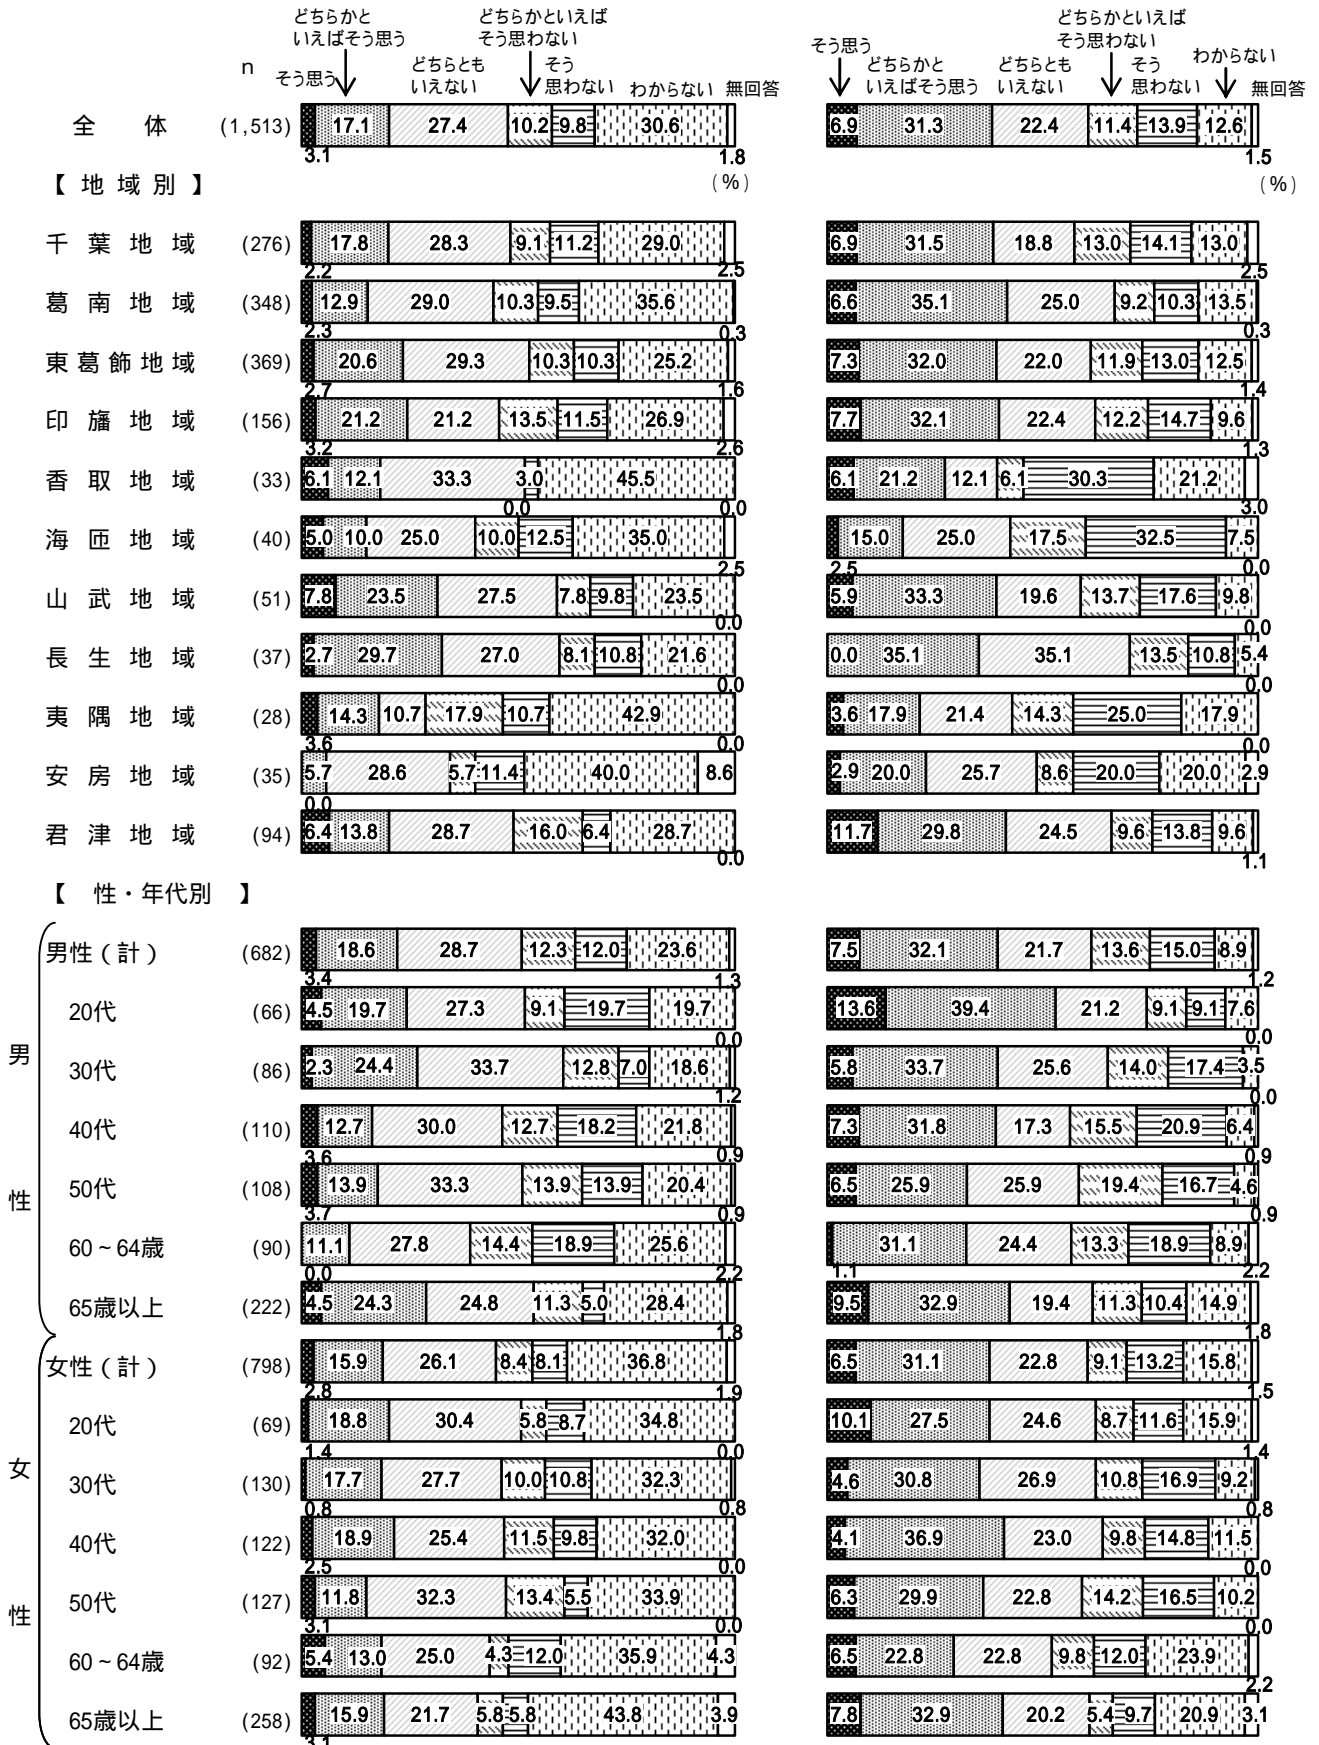 どちらかと どちらかといえば どちらかといえば
いえばそう思う そう思わない そう思う そう思わない わからない
n そう思う どちらとも そう どちらかと どちらとも そう
いえない 思わない わからない 無回答 いえばそう思う いえない 思わない 無回答
全 体 (1,513) 17.1 27.4 10.2 9.8 30.6 6.9 31.3 22.4 11.4 13.9 12.6
3.1 1.8 1.5
【 地 域 別 】 (%) (%)
千 葉 地 域 (276) 17.8 28.3 9.1 11.2 29.0 6.9 31.5 18.8 13.0 14.1 13.0
2.2 2.5 2.5
葛 南 地 域 (348) 12.9 29.0 10.3 9.5 35.6 6.6 35.1 25.0 9.2 10.3 13.5
2.3 0.3 0.3
東 葛 飾 地 域 (369) 20.6 29.3 10.3 10.3 25.2 7.3 32.0 22.0 11.9 13.0 12.5
2.7 1.6 1.4
印 旛 地 域 (156) 21.2 21.2 13.5 11.5 26.9 7.7 32.1 22.4 12.2 14.7 9.6
3.2 2.6 1.3
香 取 地 域 (33) 6.1 12.1 33.3 3.0 45.5 6.1 21.2 12.1 6.1 30.3 21.2
0.0 0.0 3.0
海 匝 地 域 (40) 5.0 10.0 25.0 10.0 12.5 35.0 15.0 25.0 17.5 32.5 7.5
2.5 2.5 0.0
山 武 地 域 (51) 7.8 23.5 27.5 7.8 9.8 23.5 5.9 33.3 19.6 13.7 17.6 9.8
0.0 0.0
長 生 地 域 (37) 2.7 29.7 27.0 8.1 10.8 21.6 0.0 35.1 35.1 13.5 10.8 5.4
0.0 0.0
夷 隅 地 域 (28) 14.3 10.7 17.9 10.7 42.9 3.6 17.9 21.4 14.3 25.0 17.9
3.6 0.0 0.0
安 房 地 域 (35) 5.7 28.6 5.7 11.4 40.0 8.6 2.9 20.0 25.7 8.6 20.0 20.0 2.9
0.0
君 津 地 域 (94) 6.4 13.8 28.7 16.0 6.4 28.7 11.7 29.8 24.5 9.6 13.8 9.6
0.0 1.1
【 性・年代別 】
男性(計) (682) 18.6 28.7 12.3 12.0 23.6 7.5 32.1 21.7 13.6 15.0 8.9
3.4 1.3 1.2
20代 (66) 4.5 19.7 27.3 9.1 19.7 19.7 13.6 39.4 21.2 9.1 9.1 7.6
0.0 0.0
男
30代 (86) 2.3 24.4 33.7 12.8 7.0 18.6 5.8 33.7 25.6 14.0 17.4 3.5
1.2 0.0
40代 (110) 12.7 30.0 12.7 18.2 21.8 7.3 31.8 17.3 15.5 20.9 6.4
3.6 0.9 0.9
50代 (108) 13.9 33.3 13.9 13.9 20.4 6.5 25.9 25.9 19.4 16.7 4.6
性
3.7 0.9 0.9
60~64歳 (90) 11.1 27.8 14.4 18.9 25.6 31.1 24.4 13.3 18.9 8.9
0.0 2.2 1.1 2.2
65歳以上 (222) 4.5 24.3 24.8 11.3 5.0 28.4 9.5 32.9 19.4 11.3 10.4 14.9
1.8 1.8
女性(計) (798) 15.9 26.1 8.4 8.1 36.8 6.5 31.1 22.8 9.1 13.2 15.8
2.8 1.9 1.5
20代 (69) 18.8 30.4 5.8 8.7 34.8 10.1 27.5 24.6 8.7 11.6 15.9
1.4 0.0 1.4
女
30代 (130) 17.7 27.7 10.0 10.8 32.3 4.6 30.8 26.9 10.8 16.9 9.2
0.8 0.8 0.8
40代 (122) 18.9 25.4 11.5 9.8 32.0 4.1 36.9 23.0 9.8 14.8 11.5
2.5 0.0 0.0
50代 (127) 11.8 32.3 13.4 5.5 33.9 6.3 29.9 22.8 14.2 16.5 10.2
性
3.1 0.0 0.0
60~64歳 (92) 5.4 13.0 25.0 4.3 12.0 35.9 4.3 6.5 22.8 22.8 9.8 12.0 23.9
2.2
65歳以上 (258) 15.9 21.7 5.8 5.8 43.8 3.9 7.8 32.9 20.2 5.4 9.7 20.9 3.1
3.1